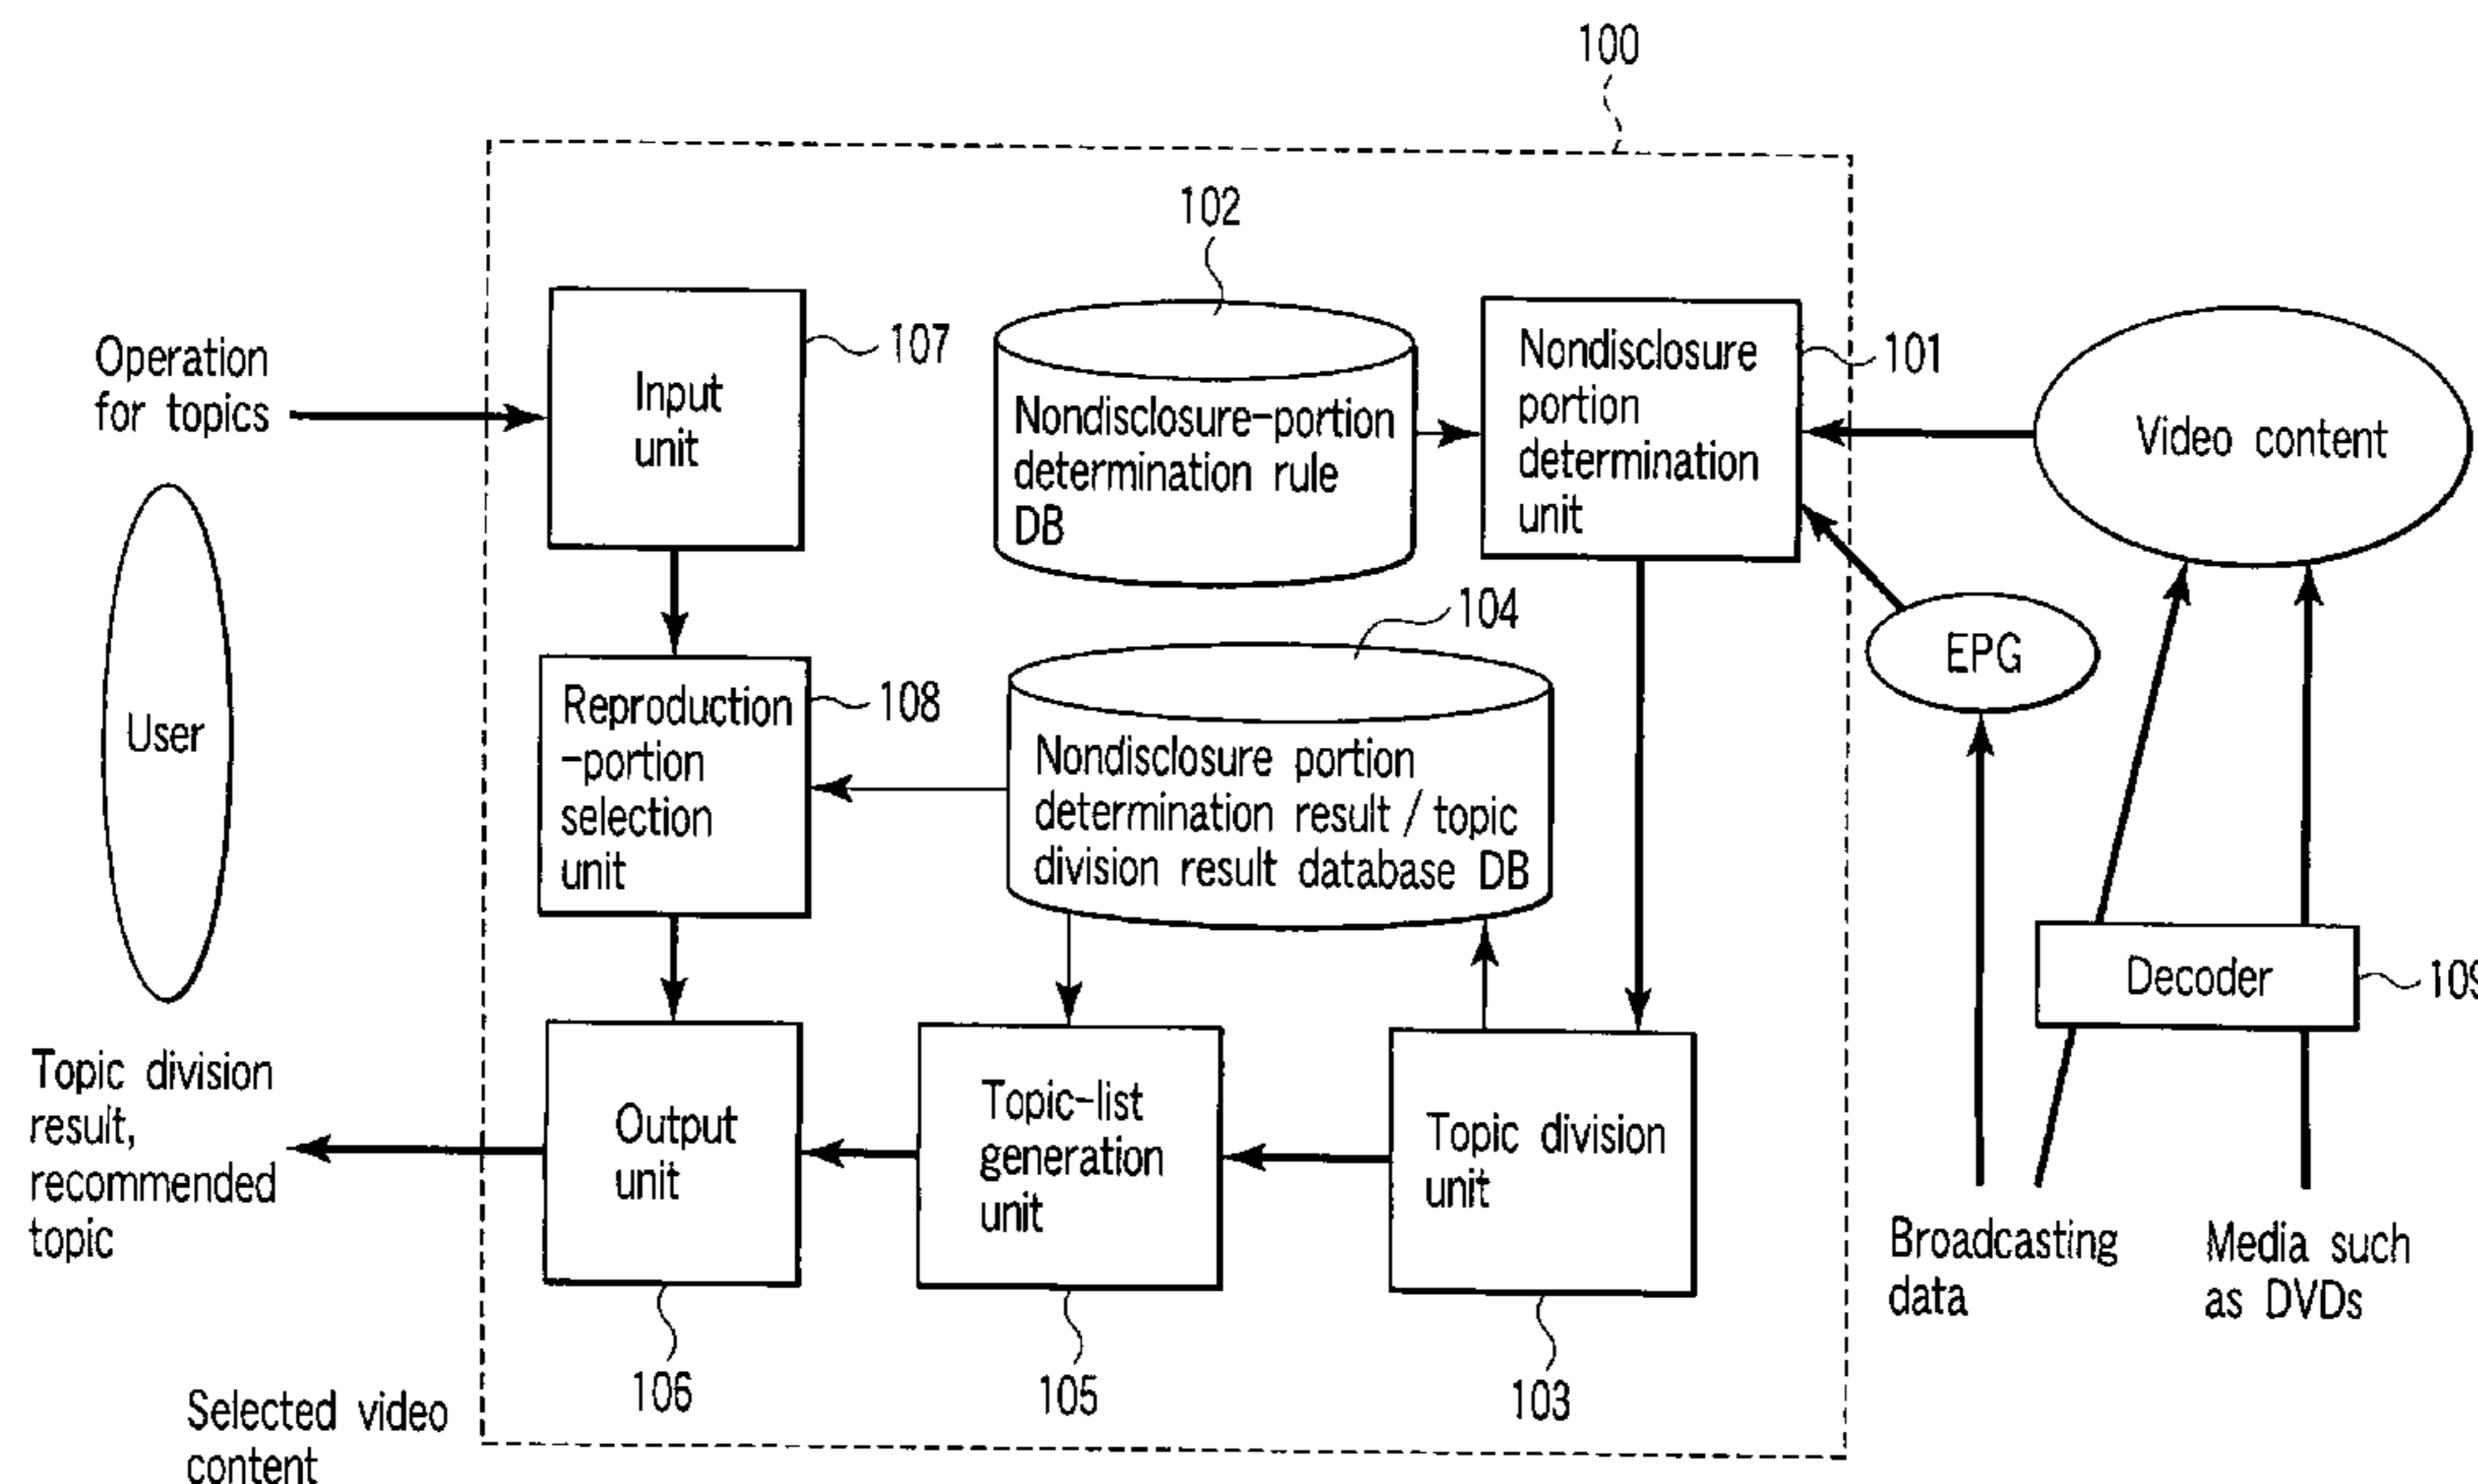 100
102
Operation
for topics
Input
unit
107
Nondisclosure-portion
determination rule
DB
Nondisclosure
portion
determination
unit
101
Video content
104
EPG
User
Reproduction
-portion
selection
unit
108
Nondisclosure portion
determination result / topic
division result database DB
Decoder
109
Topic division
result,
recommended
topic
Output
unit
Topic-list
generation
unit
Topic division
unit
Broadcasting
data
Media such
as DVDs
106
105
103
Selected video
content